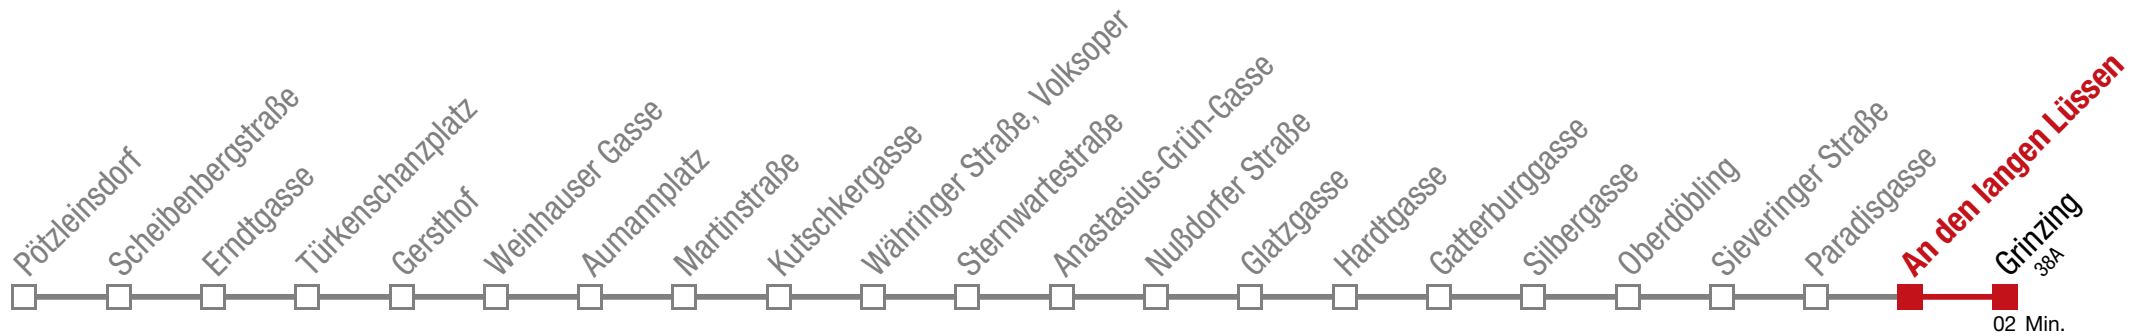 Pötzleinsdorf
Scheibenbergstraße
Erndtgasse
Türkenschanzplatz
Gersthof
Weinhauser Gasse
Aumannplatz
Martinstraße
Kutschkergasse
Währinger Straße, Volksoper
Sternwartestraße
Anastasius-Grün-Gasse
Nußdorfer Straße
Glatzgasse
Hardtgasse
Gatterburggasse
Silbergasse
Oberdöbling
Sieveringer Straße
Paradisgasse
An den langen Lüssen
Grinzing
38A
02 Min.